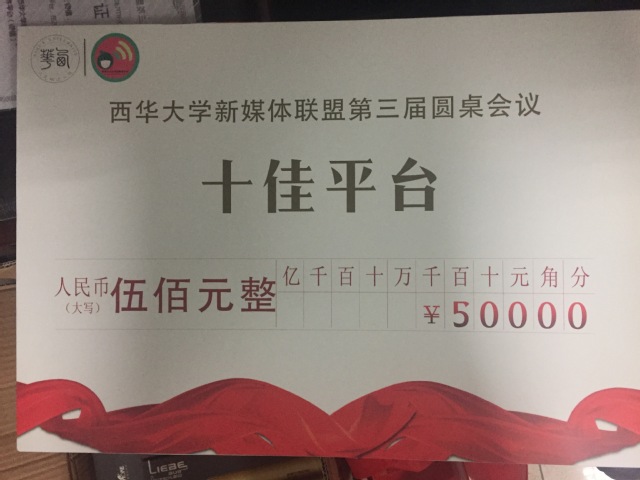 西华大学新媒体联盟第三届圆桌会议
十佳平台
人民币
(大写)
伍佰元整
亿千百十万千百十元角分
¥50000
LIEBE